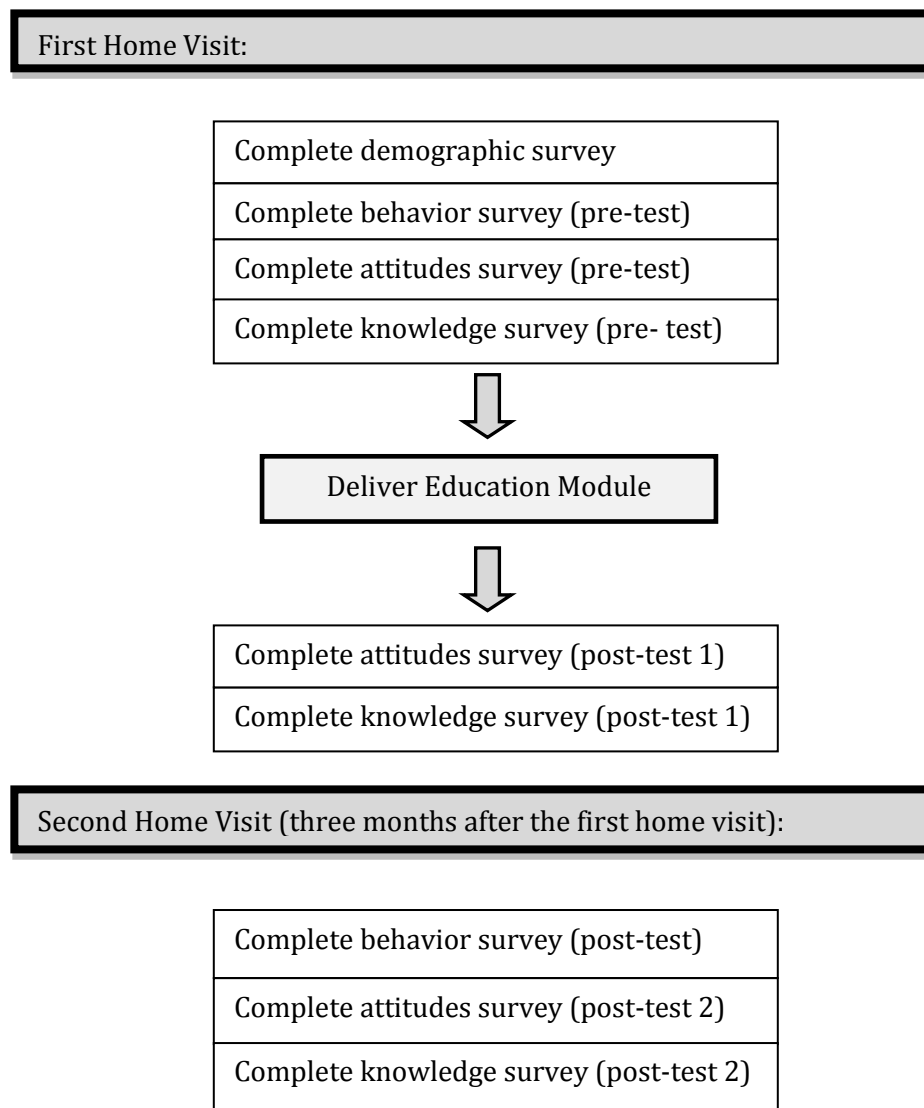 First Home Visit:
Complete demographic survey
Complete behavior survey (pre-test)
Complete attitudes survey (pre-test)
Complete knowledge survey (pre- test)
Deliver Education Module
Complete attitudes survey (post-test 1)
Complete knowledge survey (post-test 1)
Second Home Visit (three months after the first home visit):
Complete behavior survey (post-test)
Complete attitudes survey (post-test 2)
Complete knowledge survey (post-test 2)